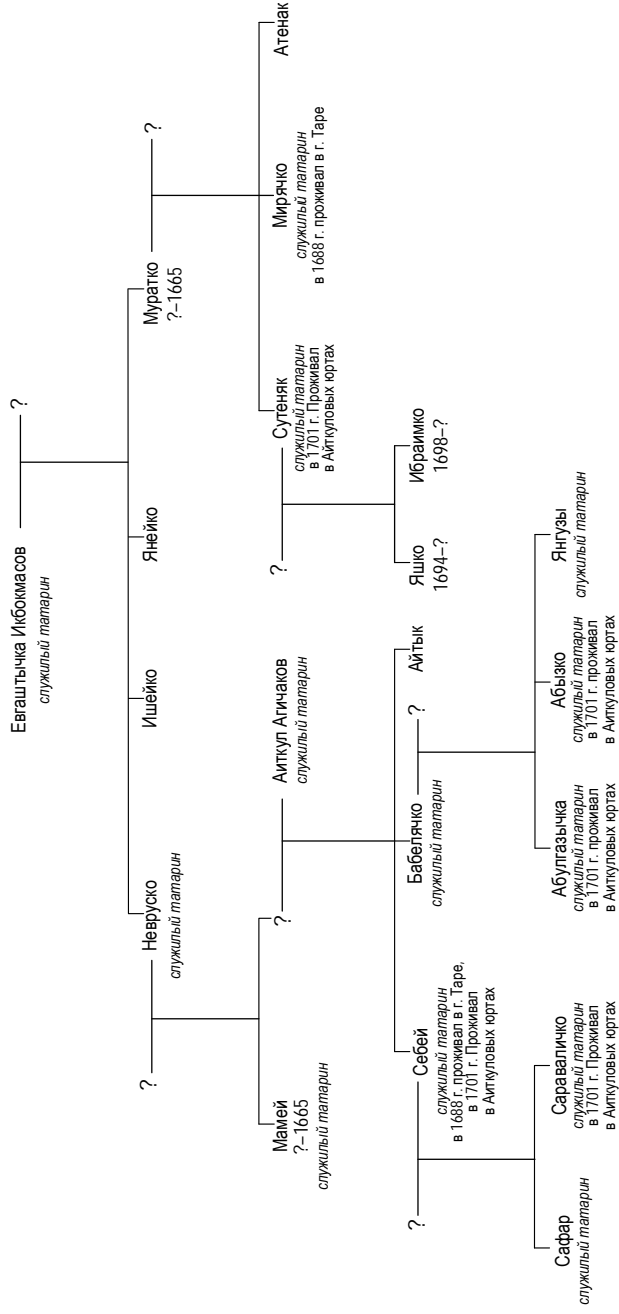 Евгаштычка Икбокмасов
?
служилый татарин
Невруско
служилый татарин
?
Ишейко
Янейко
Муратко
?–1665
?
Мамей
?–1665
служилый татарин
?
Аиткул Агичаков
служилый татарин
Сутеняк
служилый татарин
в 1701 г. Проживал
в Айткуловых юртах
?
Мирячко
служилый татарин
в 1688 г. проживал в г. Таре
Атенак
?
Себей
служилый татарин
в 1688 г. проживал в г. Таре,
в 1701 г. Проживал
в Аиткуловых юртах
Бабелячко
служилый татарин
?
Айтык
Яшко
1694–?
Ибраимко
1698–?
Сафар
служилый татарин
Сараваличко
служилый татарин
в 1701 г. Проживал
в Аиткуловых юртах
Абулгазычка
служилый татарин
в 1701 г. проживал
в Аиткуловых юртах
Абызко
служилый татарин
в 1701 г. проживал
в Аиткуловых юртах
Янгузы
служилый татарин